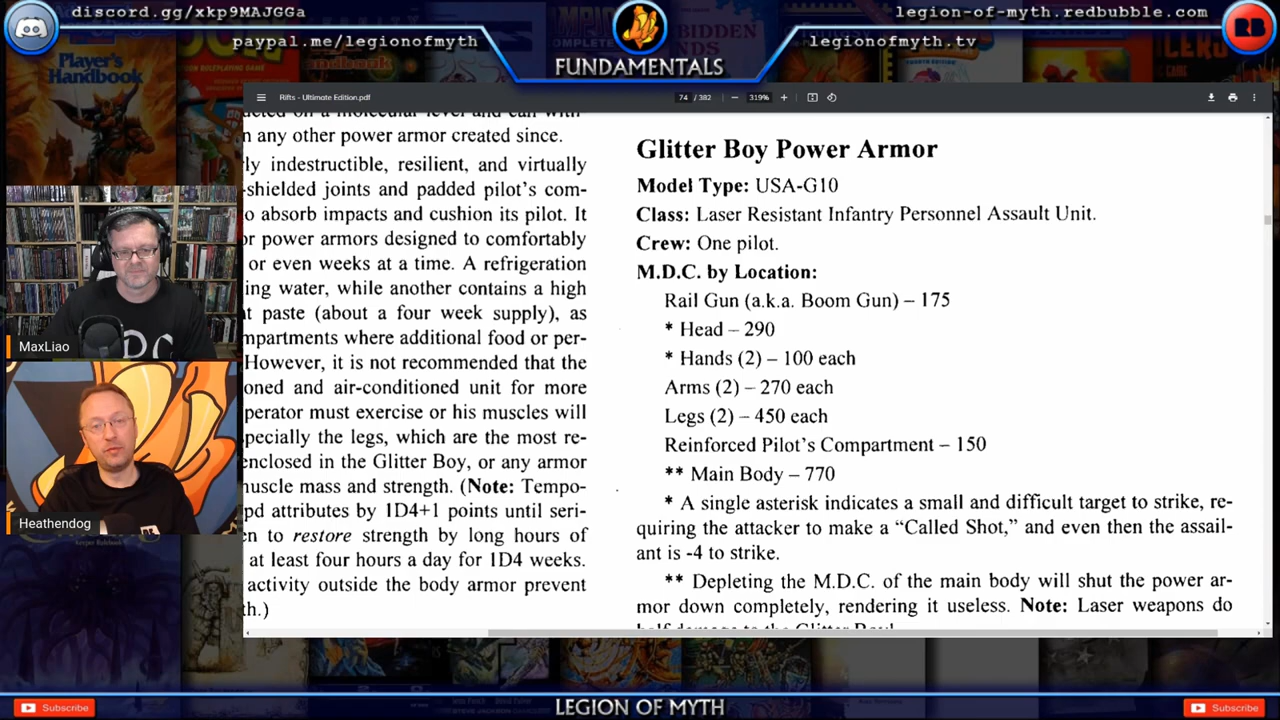 discord.gg/xkp9MAJGGa
paypal.me/legionofmyth
FUNDAMENTALS
legion-of-myth.redbubble.com
legionofmyth.tv
RB
Player's
Handbook
Rifts - Ultimate Edition.pdf
74 / 382
319%
n any other power armor created since.
ly indestructible, resilient, and virtually
-shielded joints and padded pilot's com-
o absorb impacts and cushion its pilot. It
or power armors designed to comfortably
or even weeks at a time. A refrigeration
ing water, while another contains a high
t paste (about a four week supply), as
mpartments where additional food or per-
However, it is not recommended that the
oned and air-conditioned unit for more
perator must exercise or his muscles will
specially the legs, which are the most re-
enclosed in the Glitter Boy, or any armor
muscle mass and strength. (Note: Tempo-
pd attributes by 1D4+1 points until seri-
en to restore strength by long hours of
at least four hours a day for 1D4 weeks.
activity outside the body armor prevent
th.)
Glitter Boy Power Armor
Model Type: USA-G10
Class: Laser Resistant Infantry Personnel Assault Unit.
Crew: One pilot.
M.D.C. by Location:
Rail Gun (a.k.a. Boom Gun) – 175
* Head – 290
* Hands (2) – 100 each
Arms (2) – 270 each
Legs (2) – 450 each
Reinforced Pilot's Compartment – 150
** Main Body – 770
* A single asterisk indicates a small and difficult target to strike, re-
quiring the attacker to make a “Called Shot,” and even then the assail-
ant is -4 to strike.
** Depleting the M.D.C. of the main body will shut the power ar-
mor down completely, rendering it useless. Note: Laser weapons do
MaxLiao
Heathendog
Subscribe
LEGION OF MYTH
Subscribe